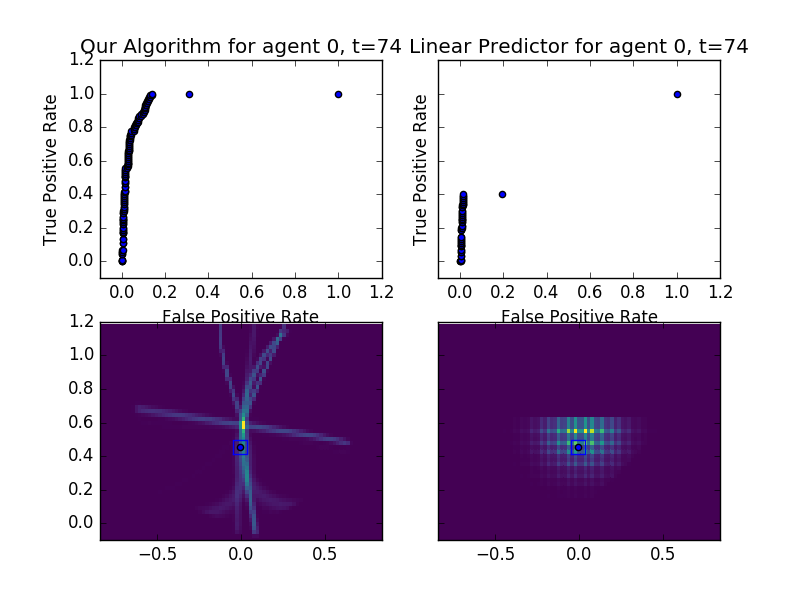 Our Algorithm for agent 0, t=74 Linear Predictor for agent 0, t=74
1.2
1.0
0.8
0.6
0.4
0.2
0.0
True Positive Rate
0.0 0.2 0.4 0.6 0.8 1.0 1.2
False Positive Rate
True Positive Rate
0.0 0.2 0.4 0.6 0.8 1.0 1.2
False Positive Rate
1.2
1.0
0.8
0.6
0.4
0.2
0.0
−0.5 0.0 0.5
−0.5 0.0 0.5